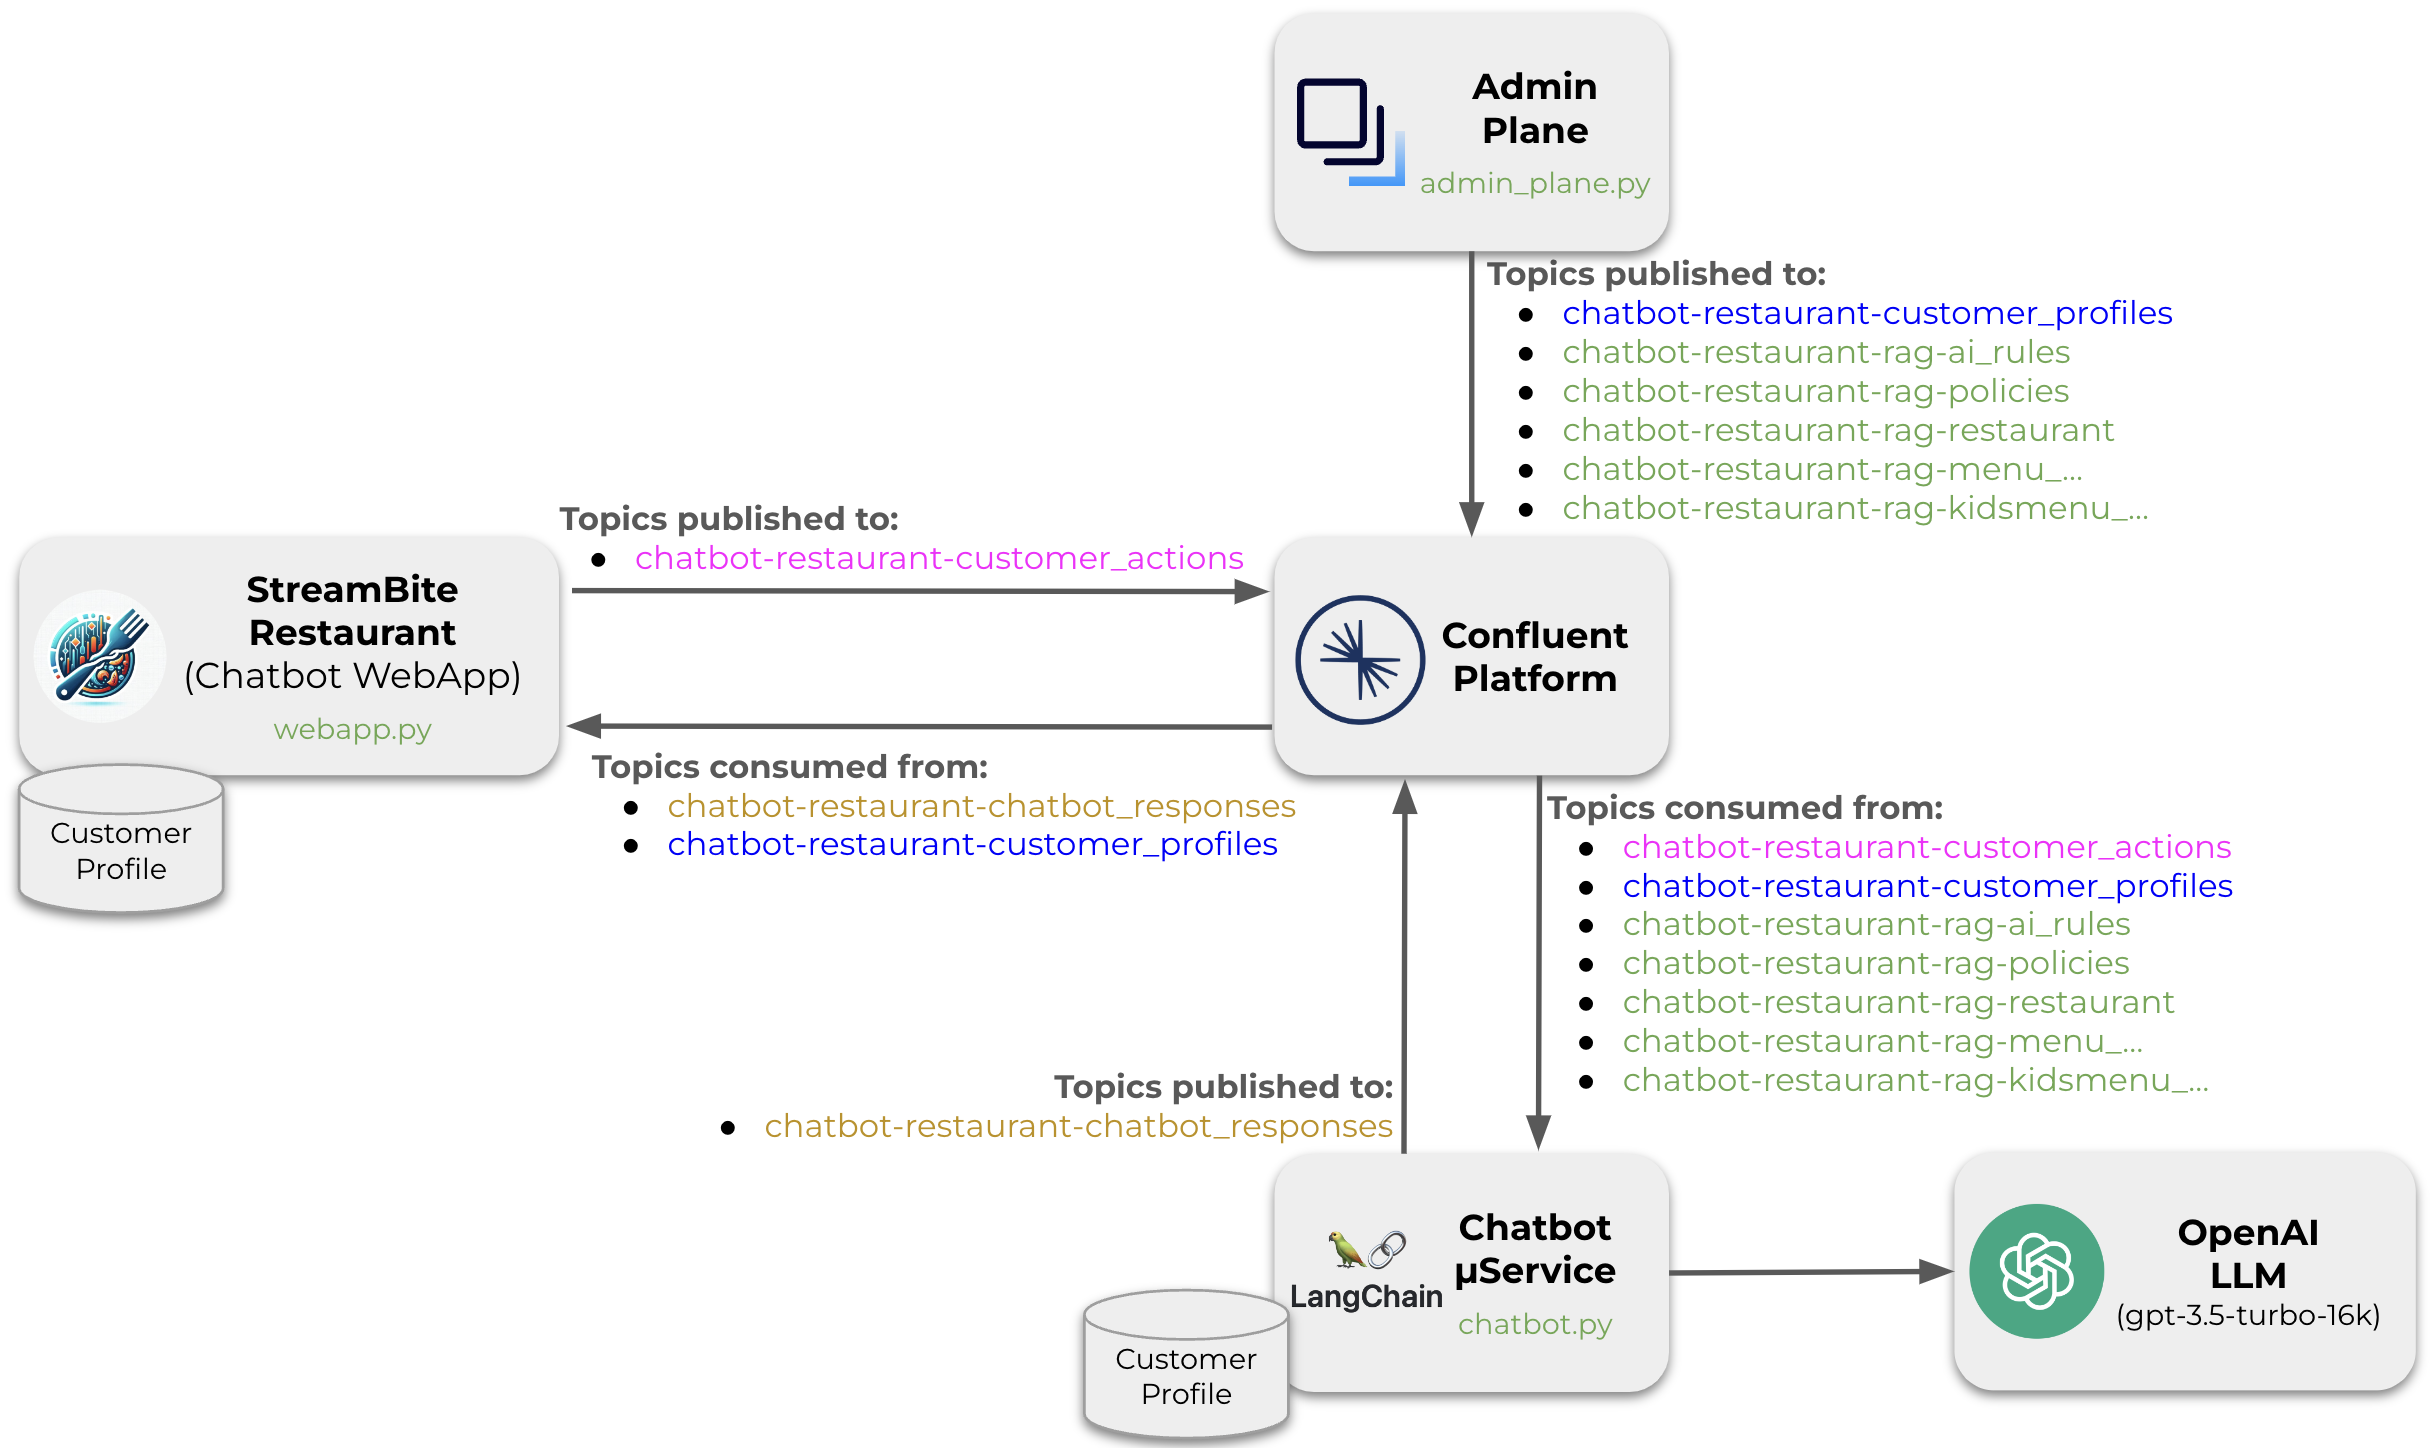 Admin
Plane
admin_plane.py
Topics published to:
● chatbot-restaurant-customer_profiles
● chatbot-restaurant-rag-ai_rules
● chatbot-restaurant-rag-policies
● chatbot-restaurant-rag-restaurant
● chatbot-restaurant-rag-menu_...
● chatbot-restaurant-rag-kidsmenu_...
Topics published to:
● chatbot-restaurant-customer_actions
StreamBite
Restaurant
(Chatbot WebApp)
webapp.py
Customer
Profile
Confluent
Platform
Topics consumed from:
● chatbot-restaurant-chatbot_responses
● chatbot-restaurant-customer_profiles
Topics consumed from:
● chatbot-restaurant-customer_actions
● chatbot-restaurant-customer_profiles
● chatbot-restaurant-rag-ai_rules
● chatbot-restaurant-rag-policies
● chatbot-restaurant-rag-restaurant
● chatbot-restaurant-rag-menu_...
● chatbot-restaurant-rag-kidsmenu_...
Topics published to:
● chatbot-restaurant-chatbot_responses
LangChain
Chatbot
µService
chatbot.py
Customer
Profile
OpenAI
LLM
(gpt-3.5-turbo-16k)